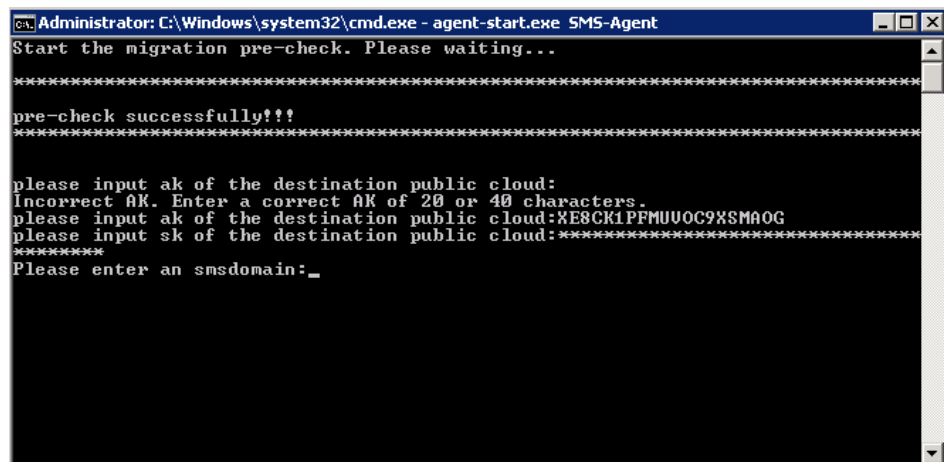 Administrator: C:\Windows\system32\cmd.exe - agent-start.exe SMS-Agent
Start the migration pre-check. Please waiting...
*******************************************************************************
pre-check successfully!!!
*******************************************************************************
please input ak of the destination public cloud:
Incorrect AK. Enter a correct AK of 20 or 40 characters.
please input ak of the destination public cloud:XE8CK1PFMUVOC9XSMAOG
please input sk of the destination public cloud:********************************
********
Please enter an smsdomain:_